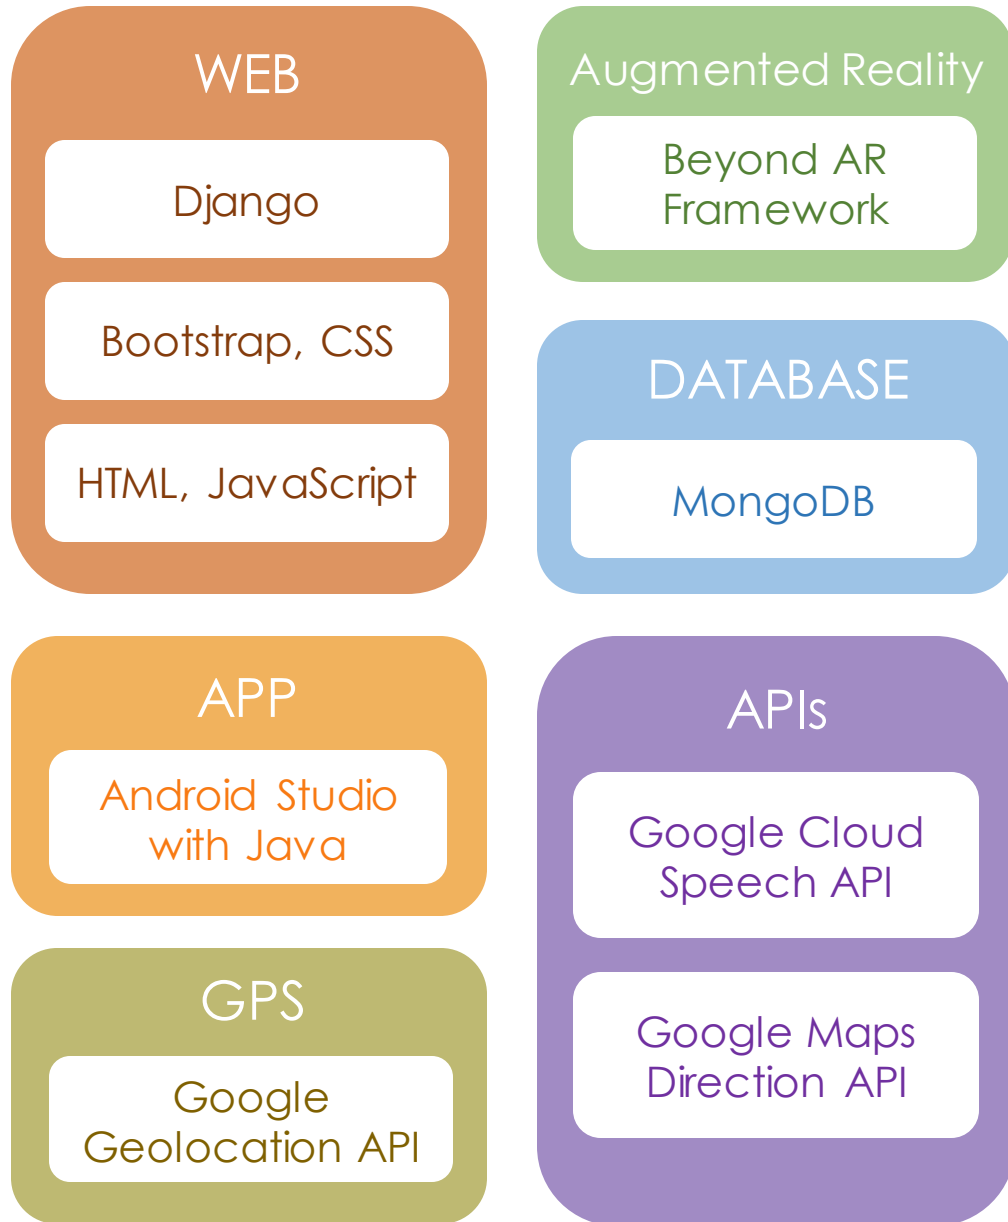 WEB
Django
Bootstrap, CSS
HTML, JavaScript
Augmented Reality
Beyond AR
Framework
DATABASE
MongoDB
APP
Android Studio
with Java
GPS
Google
Geolocation API
APIs
Google Cloud
Speech API
Google Maps
Direction API